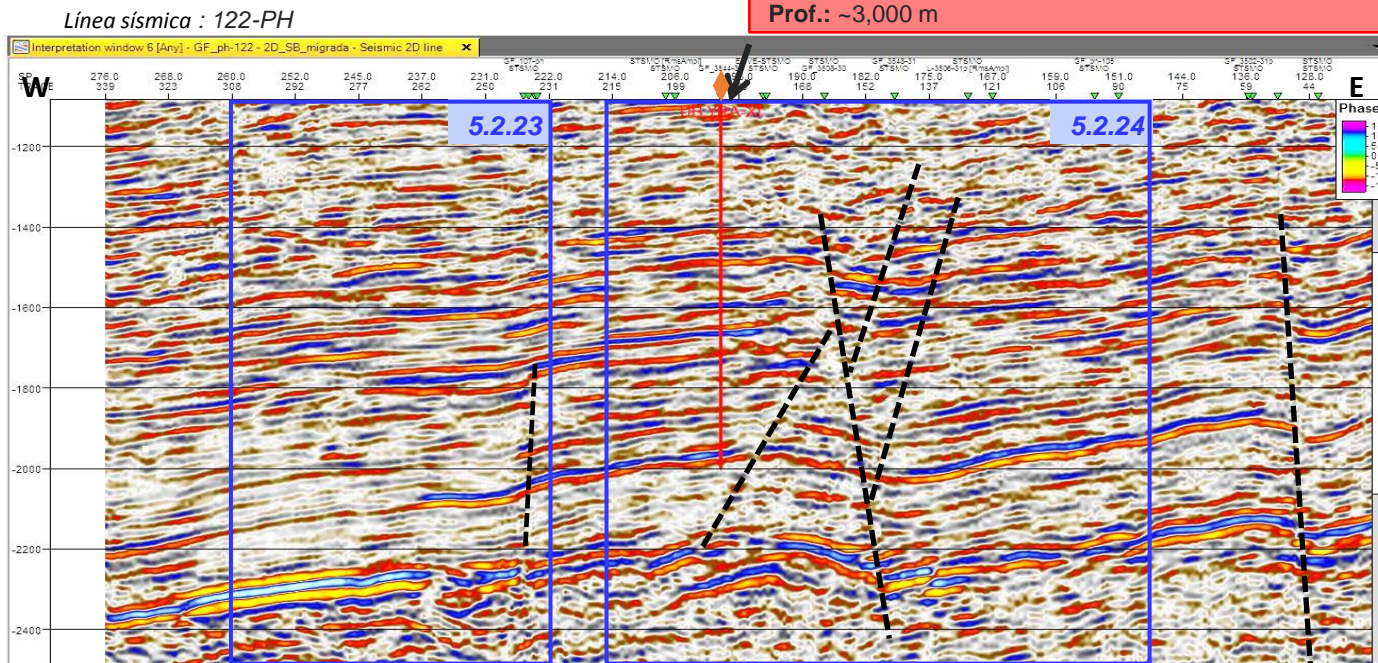 Línea sísmica : 122-PH
Prof.: ~3,000 m
Interpretation window 6 [Any] - GF_ph-122 - 2D_SB_migrada - Seismic 2D line
W
E
276.0 268.0 260.0 252.0 245.0 237.0 231.0 222.0 214.0 206.0 190.0 182.0 175.0 167.0 159.0 151.0 144.0 136.0 128.0
339 323 308 292 277 262 250 231 215 199 168 152 137 121 106 90 75 59 44
5.2.23
5.2.24
Phase
-1200
-1400
-1600
-1800
-2000
-2200
-2400